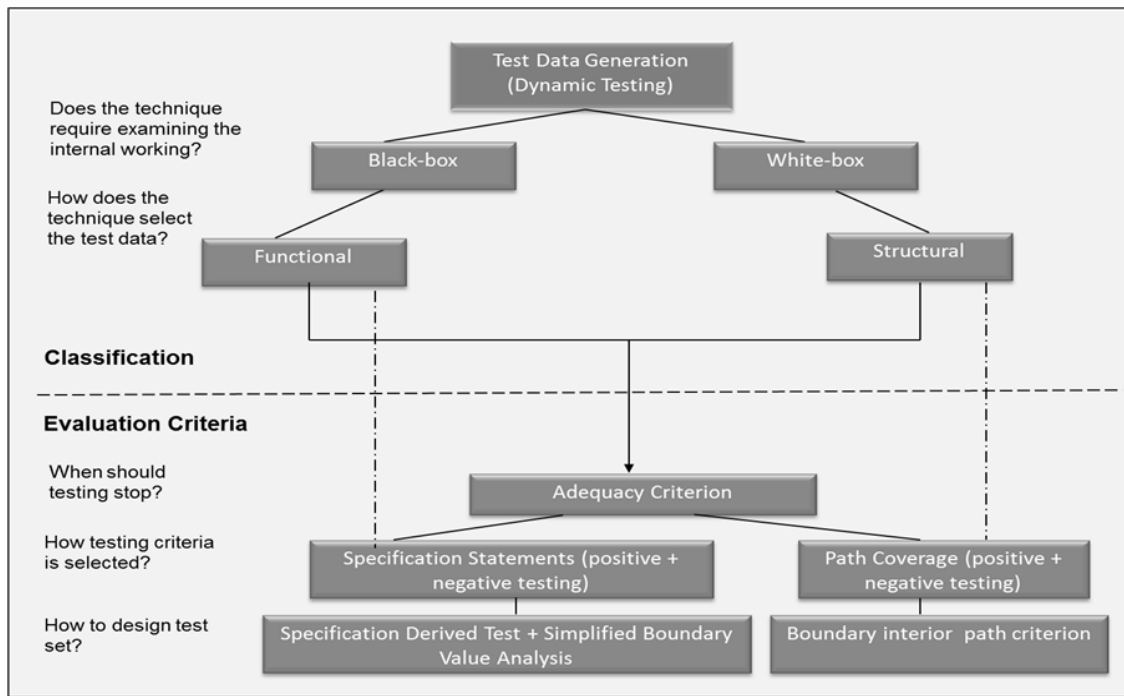 Test Data Generation
(Dynamic Testing)
Does the technique
require examining the
internal working?
Black-box
White-box
How does the
technique select
the test data?
Functional
Structural
Classification
Evaluation Criteria
When should
testing stop?
Adequacy Criterion
How testing criteria
is selected?
Specification Statements (positive +
negative testing)
Path Coverage (positive +
negative testing)
How to design test
set?
Specification Derived Test + Simplified Boundary
Value Analysis
Boundary interior path criterion